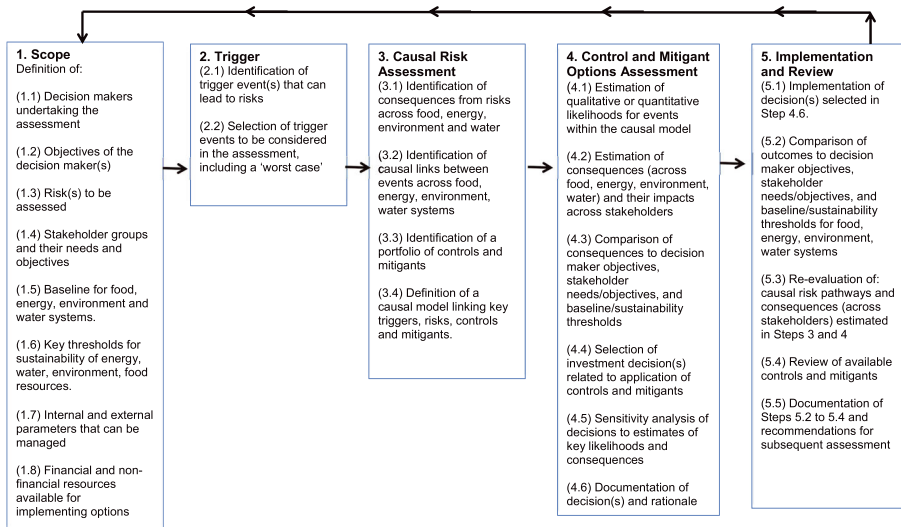 1. Scope
Definition of:
(1.1) Decision makers
undertaking the
assessment
(1.2) Objectives of the
decision maker(s)
(1.3) Risk(s) to be
assessed
(1.4) Stakeholder groups
and their needs and
objectives
(1.5) Baseline for food,
energy, environment and
water systems.
(1.6) Key thresholds for
sustainability of energy,
water, environment, food
resources.
(1.7) Internal and external
parameters that can be
managed
(1.8) Financial and non-
financial resources
available for
implementing options
2. Trigger
(2.1) Identification of
trigger event(s) that can
lead to risks
(2.2) Selection of trigger
events to be considered
in the assessment,
including a ‘worst case’
3. Causal Risk
Assessment
(3.1) Identification of
consequences from risks
across food, energy,
environment and water
(3.2) Identification of
causal links between
events across food,
energy, environment,
water systems
(3.3) Identification of a
portfolio of controls and
mitigants
(3.4) Definition of a
causal model linking key
triggers, risks, controls
and mitigants.
4. Control and Mitigant
Options Assessment
(4.1) Estimation of
qualitative or quantitative
likelihoods for events
within the causal model
(4.2) Estimation of
consequences (across
food, energy, environment,
water) and their impacts
across stakeholders
(4.3) Comparison of
consequences to decision
maker objectives,
stakeholder
needs/objectives, and
baseline/sustainability
thresholds
(4.4) Selection of
investment decision(s)
related to application of
controls and mitigants
(4.5) Sensitivity analysis of
decisions to estimates of
key likelihoods and
consequences
(4.6) Documentation of
decision(s) and rationale
5. Implementation
and Review
(5.1) Implementation of
decision(s) selected in
Step 4.6.
(5.2) Comparison of
outcomes to decision
maker objectives,
stakeholder
needs/objectives, and
baseline/sustainability
thresholds for food,
energy, environment,
water systems
(5.3) Re-evaluation of:
causal risk pathways and
consequences (across
stakeholders) estimated
in Steps 3 and 4
(5.4) Review of available
controls and mitigants
(5.5) Documentation of
Steps 5.2 to 5.4 and
recommendations for
subsequent assessment